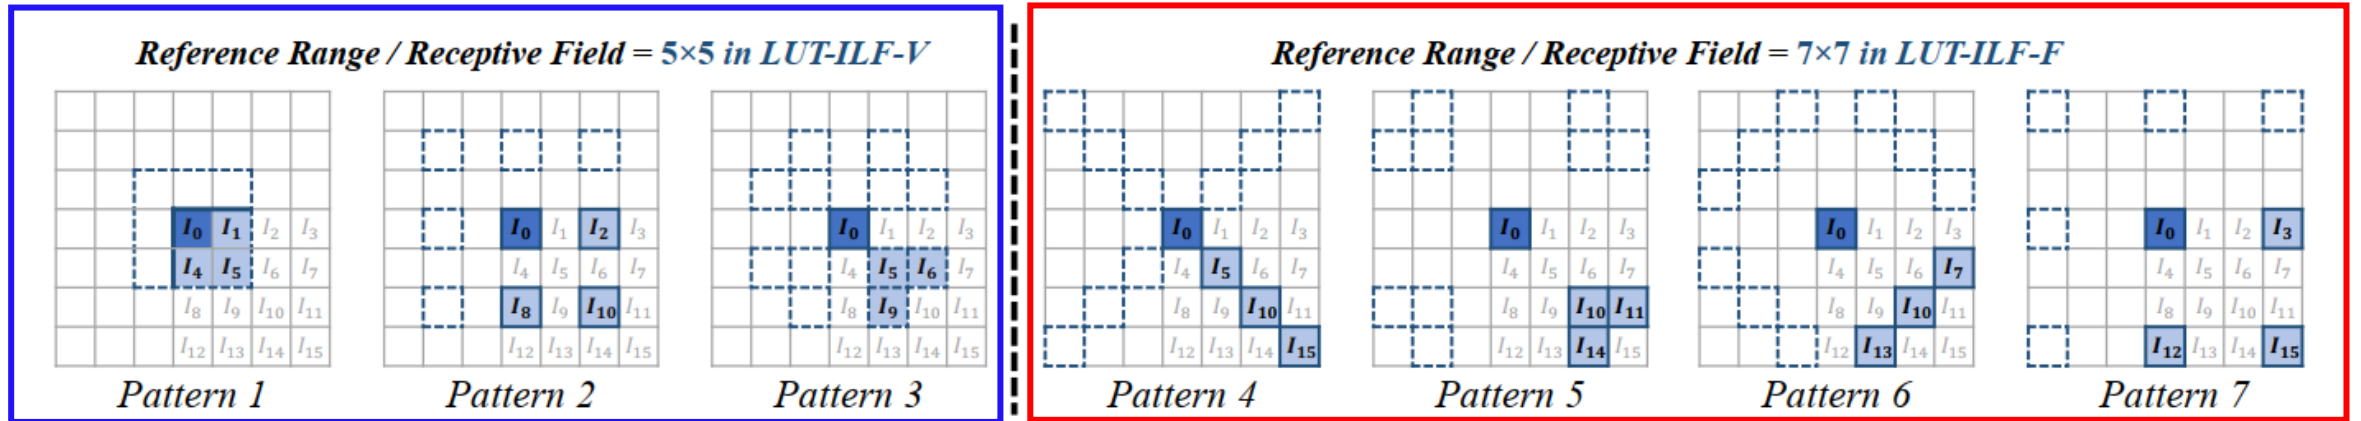 Reference Range / Receptive Field = 5×5 in LUT-ILF-V
I₀ I₁ I₂ I₃
I₄ I₅ I₆ I₇
I₈ I₉ I₁₀ I₁₁
I₁₂ I₁₃ I₁₄ I₁₅
Pattern 1
I₀ I₁ I₂ I₃
I₄ I₅ I₆ I₇
I₈ I₉ I₁₀ I₁₁
I₁₂ I₁₃ I₁₄ I₁₅
Pattern 2
I₀ I₁ I₂ I₃
I₄ I₅ I₆ I₇
I₈ I₉ I₁₀ I₁₁
I₁₂ I₁₃ I₁₄ I₁₅
Pattern 3
Reference Range / Receptive Field = 7×7 in LUT-ILF-F
I₀ I₁ I₂ I₃
I₄ I₅ I₆ I₇
I₈ I₉ I₁₀ I₁₁
I₁₂ I₁₃ I₁₄ I₁₅
Pattern 4
I₀ I₁ I₂ I₃
I₄ I₅ I₆ I₇
I₈ I₉ I₁₀ I₁₁
I₁₂ I₁₃ I₁₄ I₁₅
Pattern 5
I₀ I₁ I₂ I₃
I₄ I₅ I₆ I₇
I₈ I₉ I₁₀ I₁₁
I₁₂ I₁₃ I₁₄ I₁₅
Pattern 6
I₀ I₁ I₂ I₃
I₄ I₅ I₆ I₇
I₈ I₉ I₁₀ I₁₁
I₁₂ I₁₃ I₁₄ I₁₅
Pattern 7